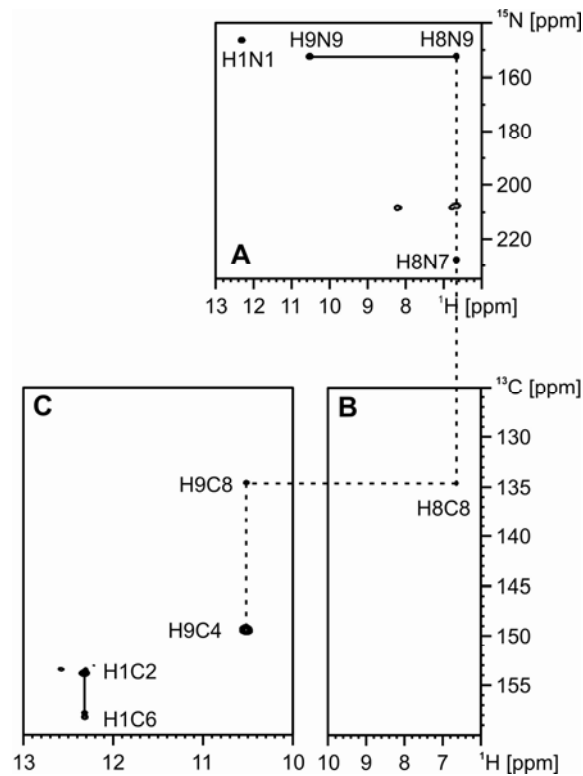 15N [ppm]
H1N1
H9N9
H8N9
160
180
200
220
A
H8N7
13 12 11 10 9 8 1H [ppm]
13C [ppm]
C
B
H9C8
H8C8
H9C4
H1C2
H1C6
135
140
145
150
155
13 12 11 10
10 9 8 7 1H [ppm]